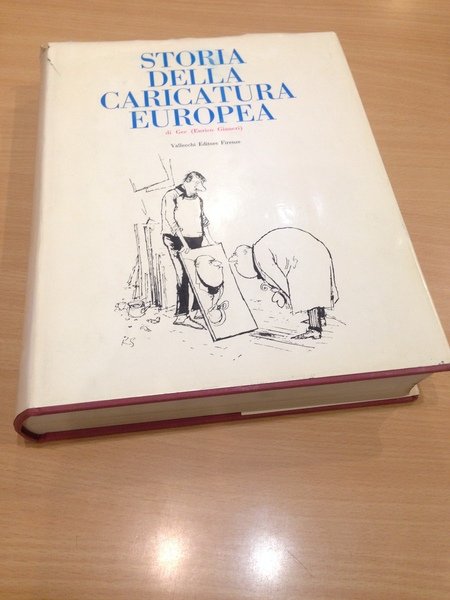 STORIA
DELLA
CARICATURA
EUROPEA
di Gec (Enrico Gianeri)
Vallecchi Editore Firenze